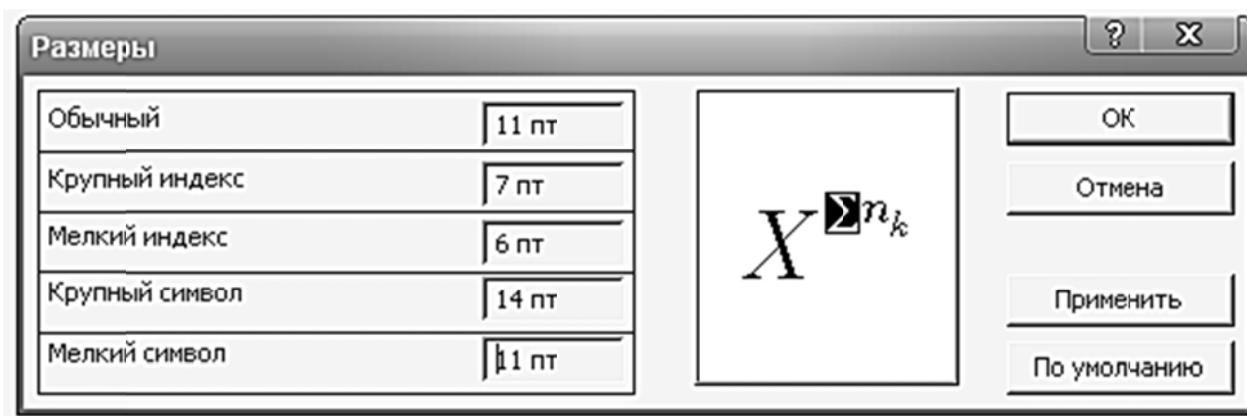 Размеры ? X
Обычный 11 пт
Крупный индекс 7 пт
Мелкий индекс 6 пт
Крупный символ 14 пт
Мелкий символ 11 пт
X Σ n k
ОК
Отмена
Применить
По умолчанию